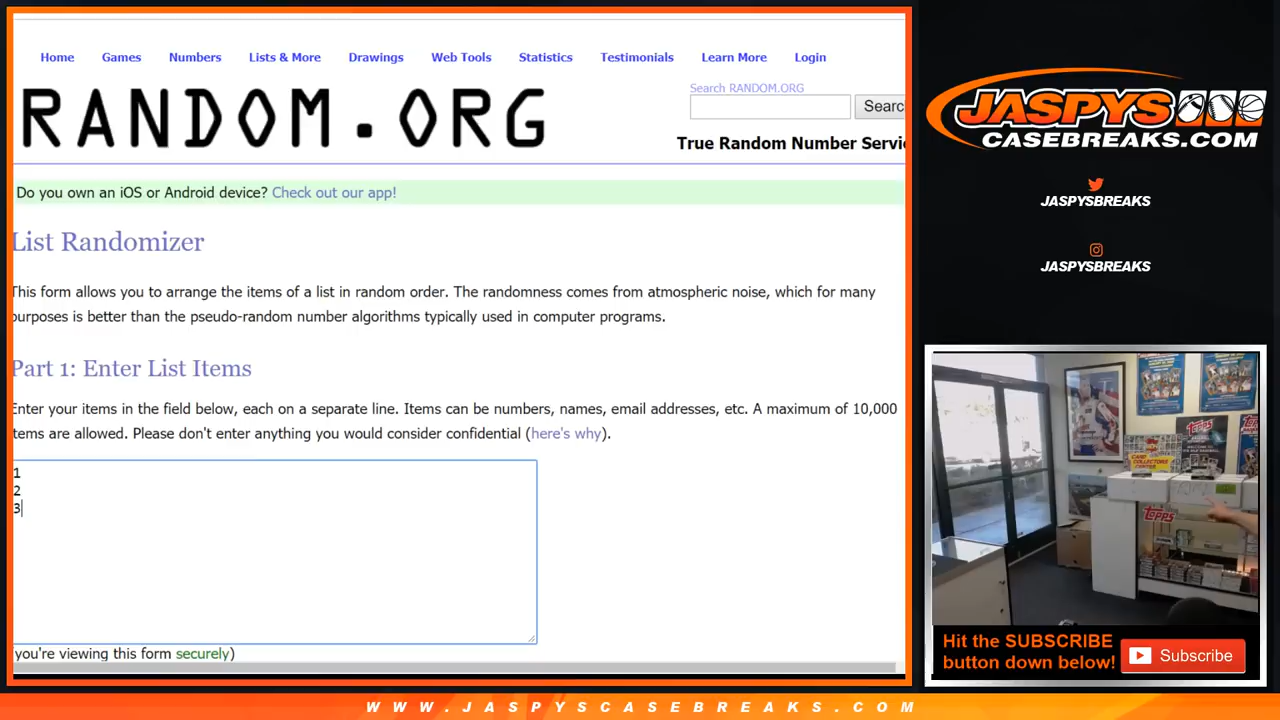 Home Games Numbers Lists & More Drawings Web Tools Statistics Testimonials Learn More Login
RANDOM.ORG
Search RANDOM.ORG
Searc
True Random Number Servi
Do you own an iOS or Android device? Check out our app!
List Randomizer
This form allows you to arrange the items of a list in random order. The randomness comes from atmospheric noise, which for many
purposes is better than the pseudo-random number algorithms typically used in computer programs.
Part 1: Enter List Items
Enter your items in the field below, each on a separate line. Items can be numbers, names, email addresses, etc. A maximum of 10,000
items are allowed. Please don't enter anything you would consider confidential (here's why).
1
2
3
you're viewing this form securely)
JASPYS
CASEBREAKS.COM
JASPYSBREAKS
JASPYSBREAKS
CARD
COLLECTORS
CENTER
TOPPS
WELCOME
TOPPS
Hit the SUBSCRIBE
button down below!
Subscribe
WWW.JASPYSCASEBREAKS.COM